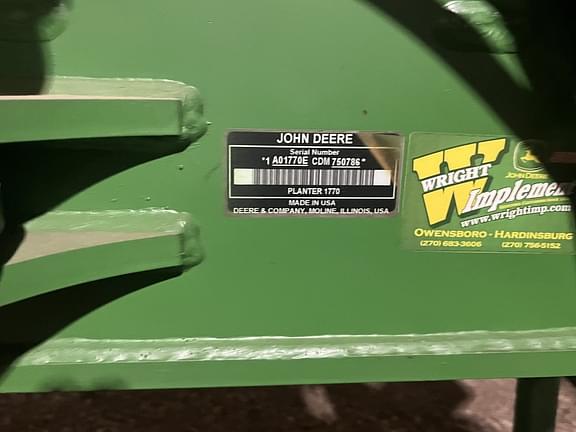 JOHN DEERE
Serial Number
*1 A01770E CDM 750786*
PLANTER 1770
MADE IN USA
DEERE & COMPANY, MOLINE, ILLINOIS, USA
W
WRIGHT
JOHN DEERE
Implement
www.wrightimp.com
OWENSBORO - HARDINSBURG
(270) 683-3606 (270) 756-5152